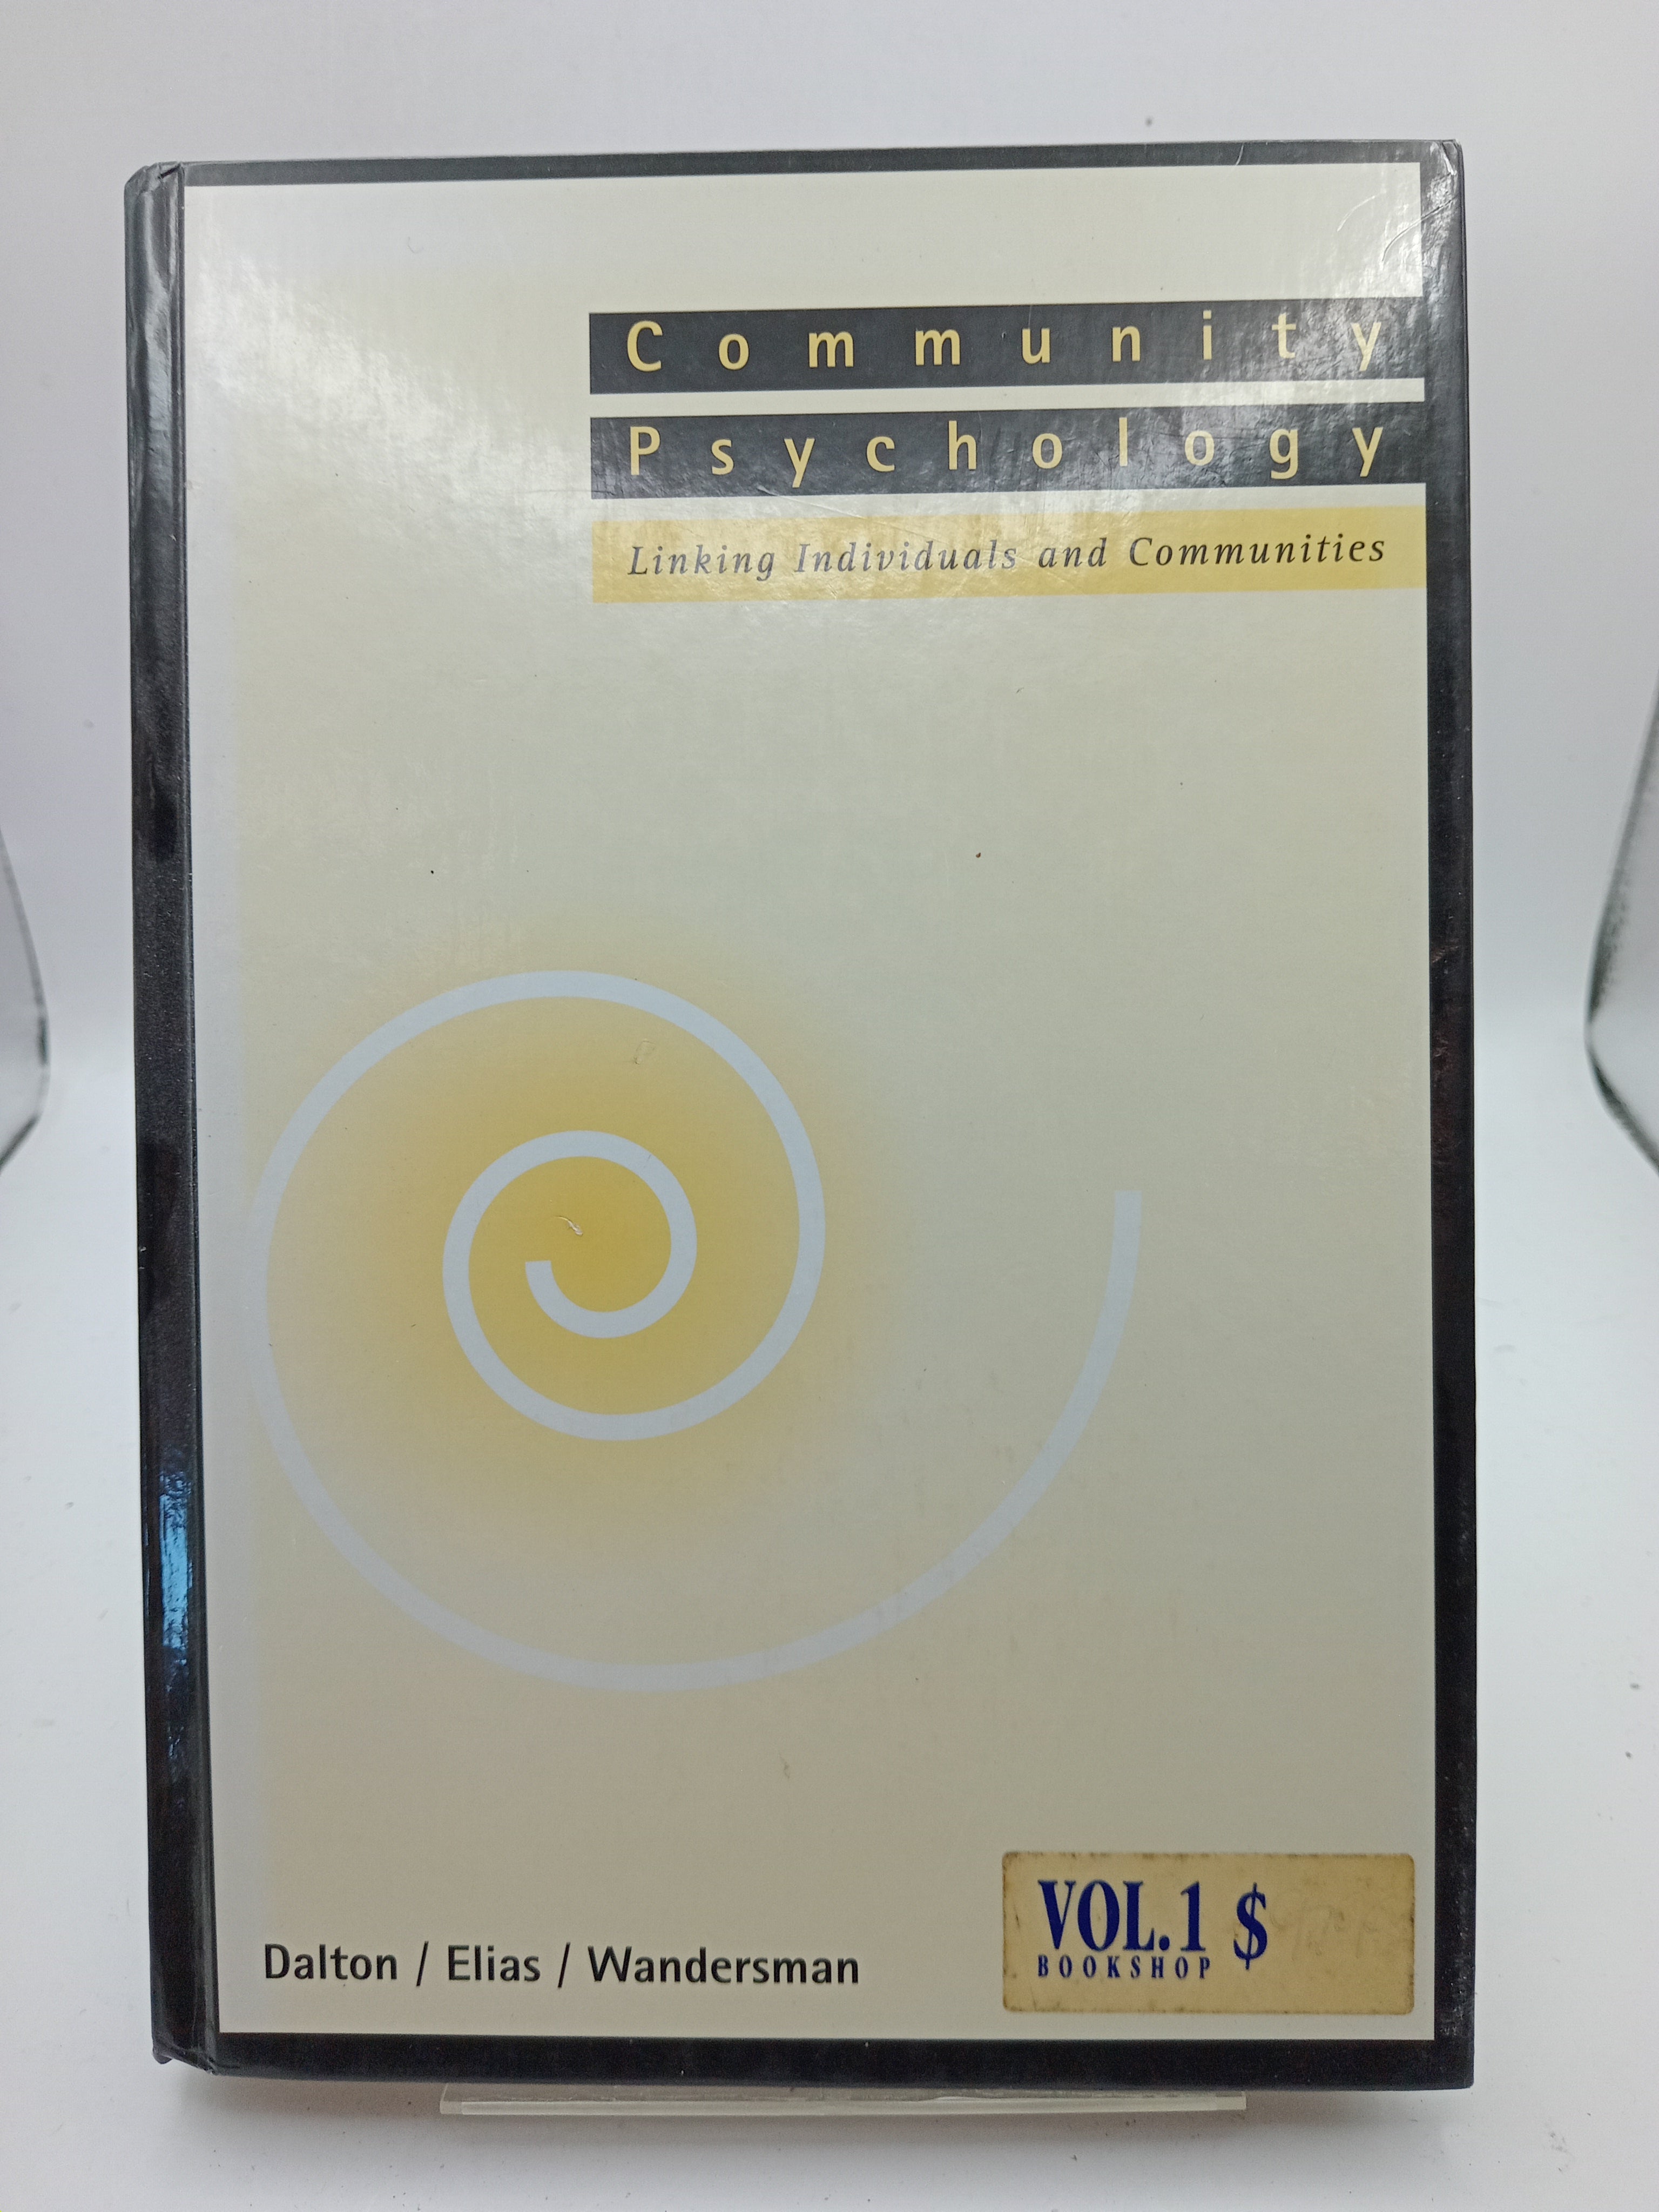 Community
Psychology
Linking Individuals and Communities
Dalton / Elias / Wandersman
VOL.1 $
BOOKSHOP